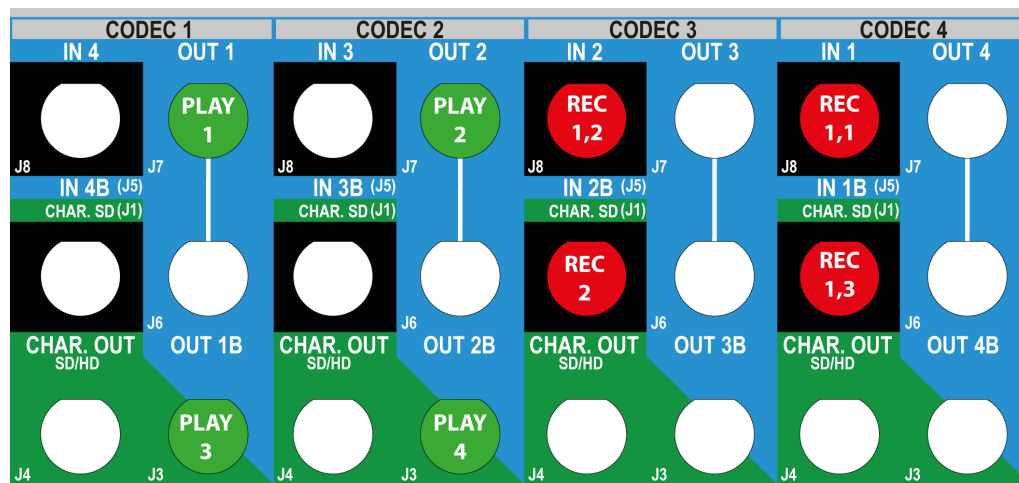 CODEC 1 CODEC 2 CODEC 3 CODEC 4
IN 4 OUT 1 IN 3 OUT 2 IN 2 OUT 3 IN 1 OUT 4
PLAY PLAY REC REC
1 2 1,2 1,1
J8 J7 J8 J7 J8 J7 J8 J7
IN 4B (J5) IN 3B (J5) IN 2B (J5) IN 1B (J5)
CHAR. SD (J1) CHAR. SD (J1) CHAR. SD (J1) CHAR. SD (J1)
REC REC
2 1,3
J6 J6 J6 J6
CHAR. OUT OUT 1B CHAR. OUT OUT 2B CHAR. OUT OUT 3B CHAR. OUT OUT 4B
SD/HD SD/HD SD/HD SD/HD
PLAY PLAY
3 4
J4 J3 J4 J3 J4 J3 J4 J3